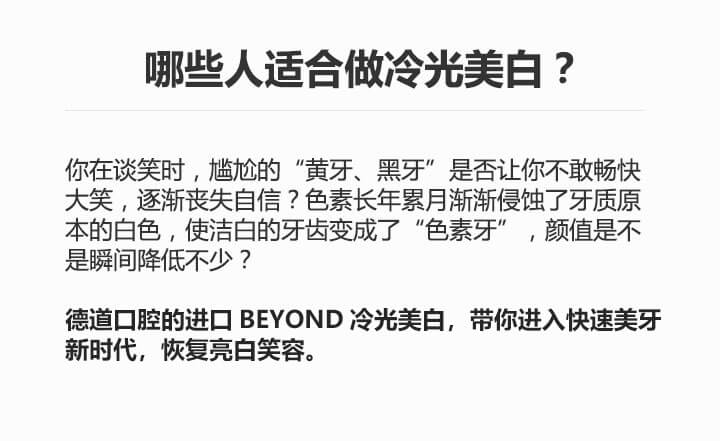 哪些人适合做冷光美白？
你在谈笑时，尴尬的“黄牙、黑牙”是否让你不敢畅快
大笑，逐渐丧失自信？色素长年累月渐渐侵蚀了牙质原
本的白色，使洁白的牙齿变成了“色素牙”，颜值是不
是瞬间降低不少？
德道口腔的进口 BEYOND 冷光美白，带你进入快速美牙
新时代，恢复亮白笑容。